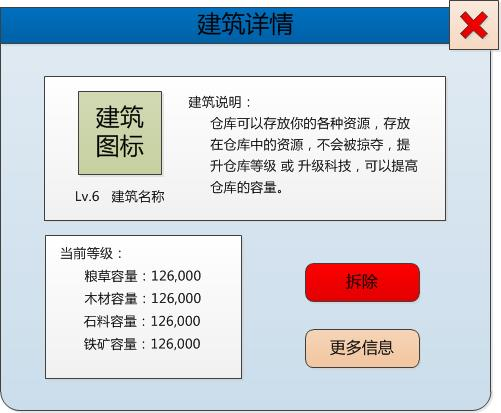 建筑详情
建筑
图标
Lv.6 建筑名称
建筑说明：
仓库可以存放你的各种资源，存放
在仓库中的资源，不会被掠夺，提
升仓库等级 或 升级科技，可以提高
仓库的容量。
当前等级：
粮草容量：126,000
木材容量：126,000
石料容量：126,000
铁矿容量：126,000
拆除
更多信息